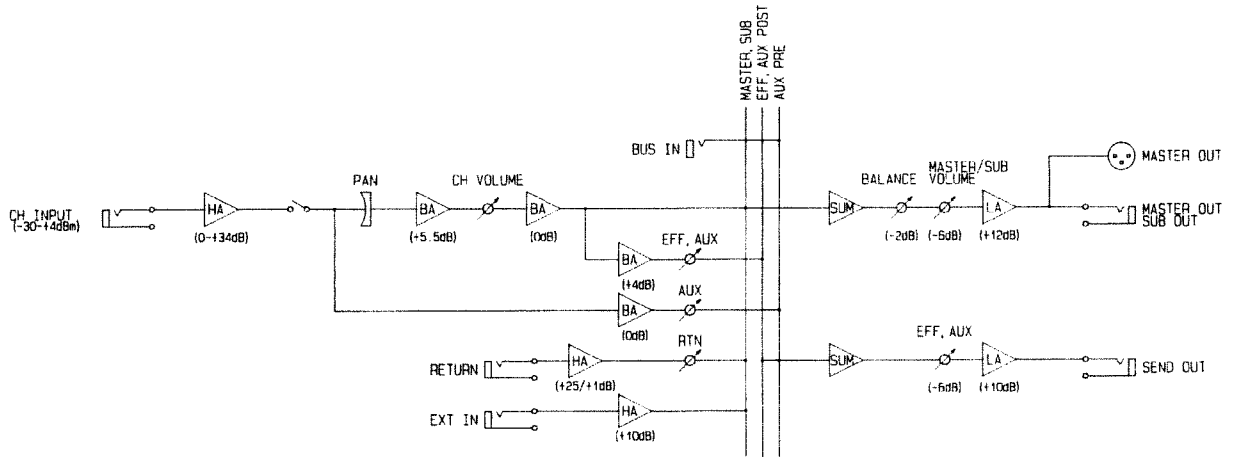 MASTER, SUB
EFF, AUX POST
AUX PRE
BUS IN
MASTER OUT
PAN
CH VOLUME
BALANCE
MASTER/SUB
VOLUME
CH INPUT
(-30-+4dBm)
HA
(0-+34dB)
BA
(+5.5dB)
BA
(0dB)
SUM
(-2dB)
(-6dB)
LA
(+12dB)
MASTER OUT
SUB OUT
BA
(+4dB)
EFF, AUX
BA
(0dB)
AUX
RETURN
HA
(+25/+1dB)
RTN
SUM
EFF, AUX
(-6dB)
LA
(+10dB)
SEND OUT
EXT IN
HA
(+10dB)